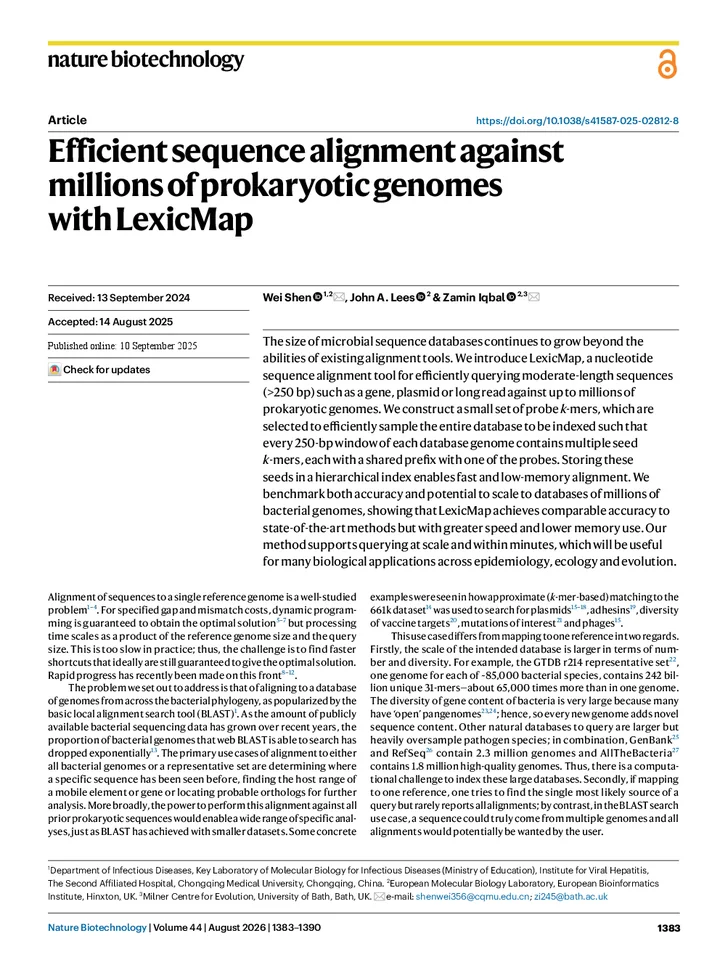 nature biotechnology
Article
https://doi.org/10.1038/s41587-025-02812-8
Efficient sequence alignment against
millions of prokaryotic genomes
with LexicMap
Received: 13 September 2024
Accepted: 14 August 2025
Published online: 10 September 2025
Check for updates
Wei Shen 1,2, John A. Lees 2 & Zamin Iqbal 2,3
The size of microbial sequence databases continues to grow beyond the
abilities of existing alignment tools. We introduce LexicMap, a nucleotide
sequence alignment tool for efficiently querying moderate-length sequences
(>250 bp) such as a gene, plasmid or long read against up to millions of
prokaryotic genomes. We construct a small set of probe k-mers, which are
selected to efficiently sample the entire database to be indexed such that
every 250-bp window of each database genome contains multiple seed
k-mers, each with a shared prefix with one of the probes. Storing these
seeds in a hierarchical index enables fast and low-memory alignment. We
benchmark both accuracy and potential to scale to databases of millions of
bacterial genomes, showing that LexicMap achieves comparable accuracy to
state-of-the-art methods but with greater speed and lower memory use. Our
method supports querying at scale and within minutes, which will be useful
for many biological applications across epidemiology, ecology and evolution.
Alignment of sequences to a single reference genome is a well-studied
problem1–4. For specified gap and mismatch costs, dynamic program-
ming is guaranteed to obtain the optimal solution5–7 but processing
time scales as a product of the reference genome size and the query
size. This is too slow in practice; thus, the challenge is to find faster
shortcuts that ideally are still guaranteed to give the optimal solution.
Rapid progress has recently been made on this front8–12.
The problem we set out to address is that of aligning to a database
of genomes from across the bacterial phylogeny, as popularized by the
basic local alignment search tool (BLAST)1. As the amount of publicly
available bacterial sequencing data has grown over recent years, the
proportion of bacterial genomes that web BLAST is able to search has
dropped exponentially13. The primary use cases of alignment to either
all bacterial genomes or a representative set are determining where
a specific sequence has been seen before, finding the host range of
a mobile element or gene or locating probable orthologs for further
analysis. More broadly, the power to perform this alignment against all
prior prokaryotic sequences would enable a wide range of specific anal-
yses, just as BLAST has achieved with smaller datasets. Some concrete
examples were seen in how approximate (k-mer-based) matching to the
661k dataset14 was used to search for plasmids15–18, adhesins19, diversity
of vaccine targets20, mutations of interest21 and phages15.
This use case differs from mapping to one reference in two regards.
Firstly, the scale of the intended database is larger in terms of num-
ber and diversity. For example, the GTDB r214 representative set22,
one genome for each of ~85,000 bacterial species, contains 242 bil-
lion unique 31-mers—about 65,000 times more than in one genome.
The diversity of gene content of bacteria is very large because many
have ‘open’ pangenomes23,24; hence, so every new genome adds novel
sequence content. Other natural databases to query are larger but
heavily oversample pathogen species; in combination, GenBank25
and RefSeq26 contain 2.3 million genomes and AllTheBacteria27
contains 1.8 million high-quality genomes. Thus, there is a computa-
tional challenge to index these large databases. Secondly, if mapping
to one reference, one tries to find the single most likely source of a
query but rarely reports all alignments; by contrast, in the BLAST search
use case, a sequence could truly come from multiple genomes and all
alignments would potentially be wanted by the user.
1Department of Infectious Diseases, Key Laboratory of Molecular Biology for Infectious Diseases (Ministry of Education), Institute for Viral Hepatitis,
The Second Affiliated Hospital, Chongqing Medical University, Chongqing, China. 2European Molecular Biology Laboratory, European Bioinformatics
Institute, Hinxton, UK. 3Milner Centre for Evolution, University of Bath, Bath, UK. e-mail: shenwei356@cqmu.edu.cn; zi245@bath.ac.uk
Nature Biotechnology | Volume 44 | August 2026 | 1383–1390
1383